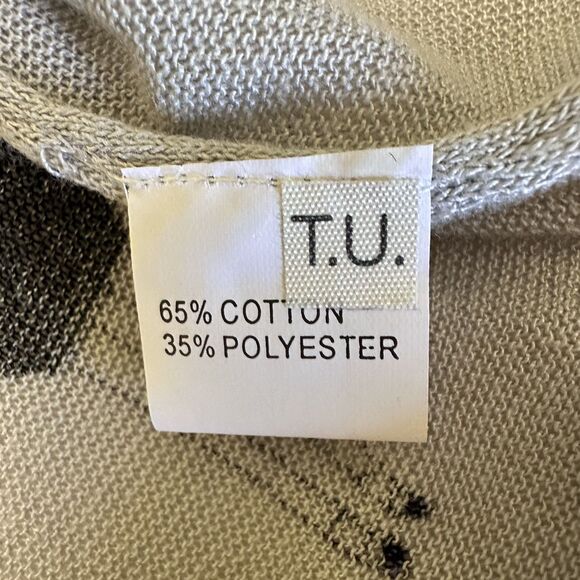 T.U.
65% COTTON
35% POLYESTER